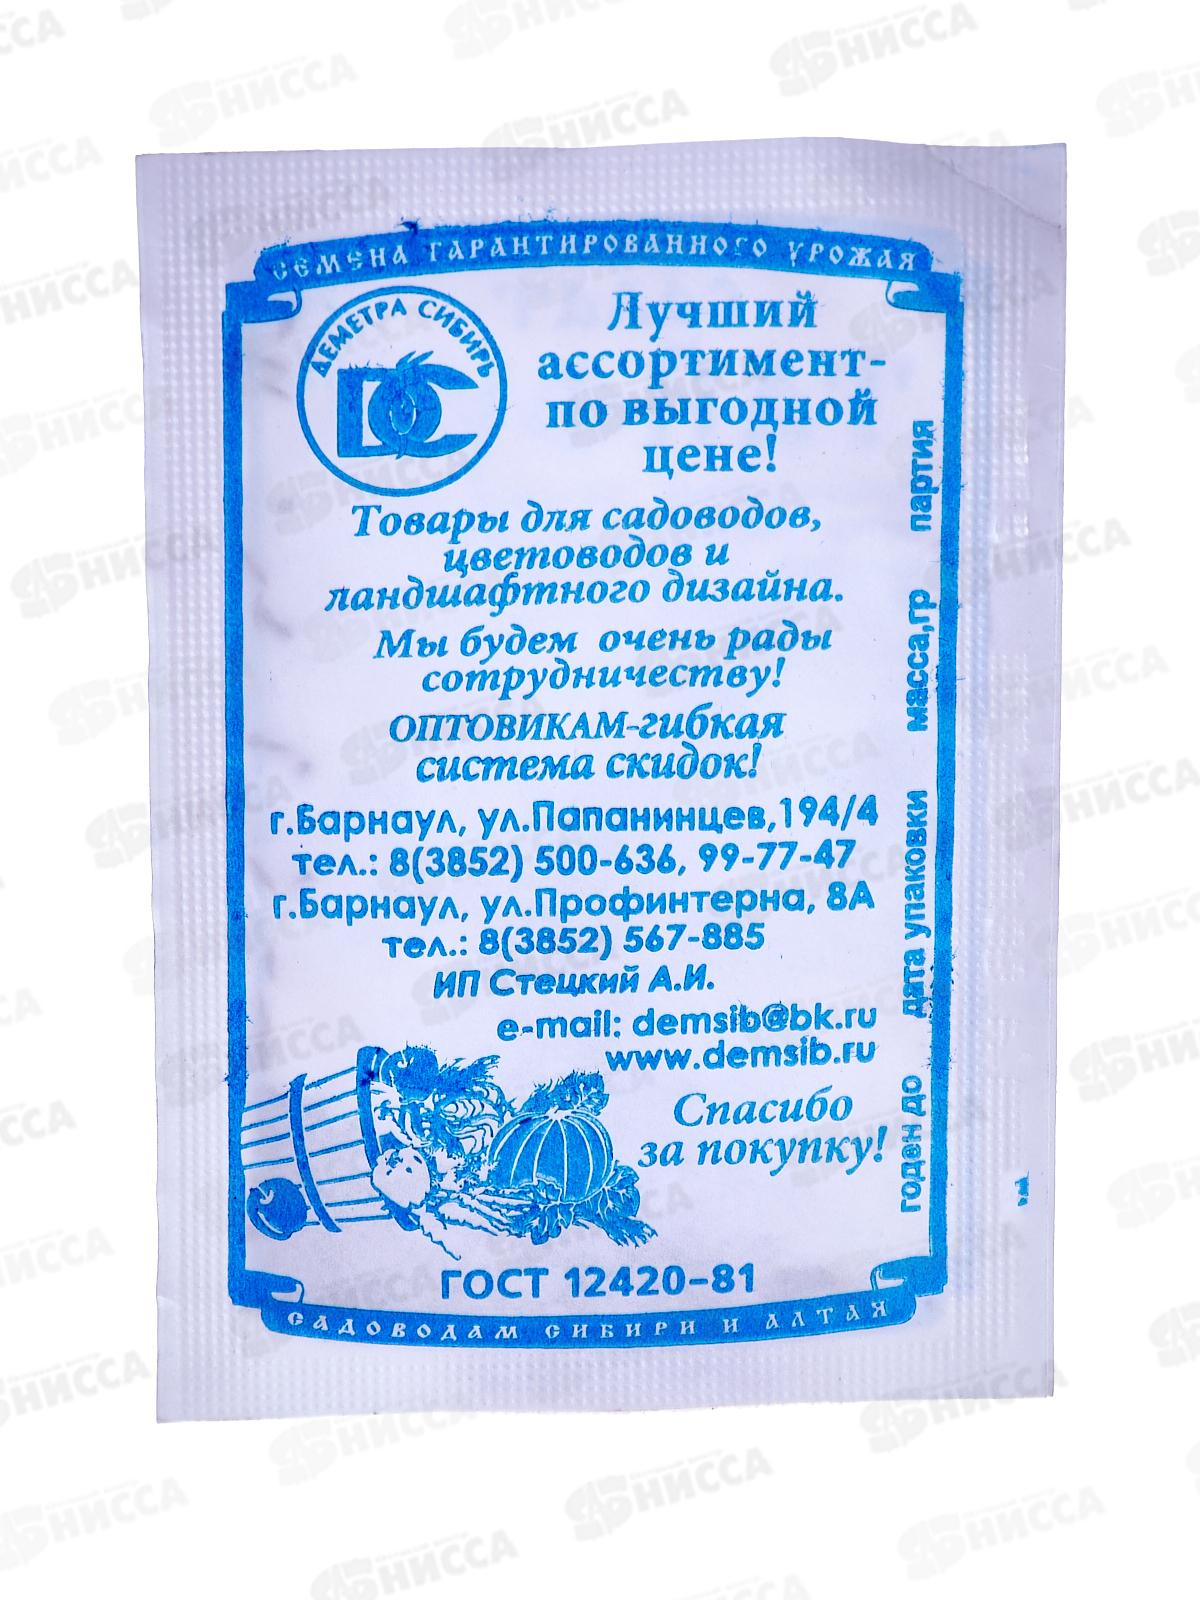 СЕМЕНА ГАРАНТИРОВАННОГО УРОЖАЯ
ДЕМЕТРА СИБИРЬ
DC
Лучший
ассортимент-
по выгодной
цене!
Товары для садоводов,
цветоводов и
ландшафтного дизайна.
Мы будем очень рады
сотрудничеству!
ОПТОВИКАМ-гибкая
система скидок!
г.Барнаул, ул.Папанинцев,194/4
тел.: 8(3852) 500-636, 99-77-47
г.Барнаул, ул.Профинтерна, 8А
тел.: 8(3852) 567-885
ИП Стецкий А.И.
e-mail: demsib@bk.ru
www.demsib.ru
Спасибо
за покупку!
годен до дата упаковки масса,гр партия
ГОСТ 12420-81
САДОВОДАМ СИБИРИ И АЛТАЯ
НИССА